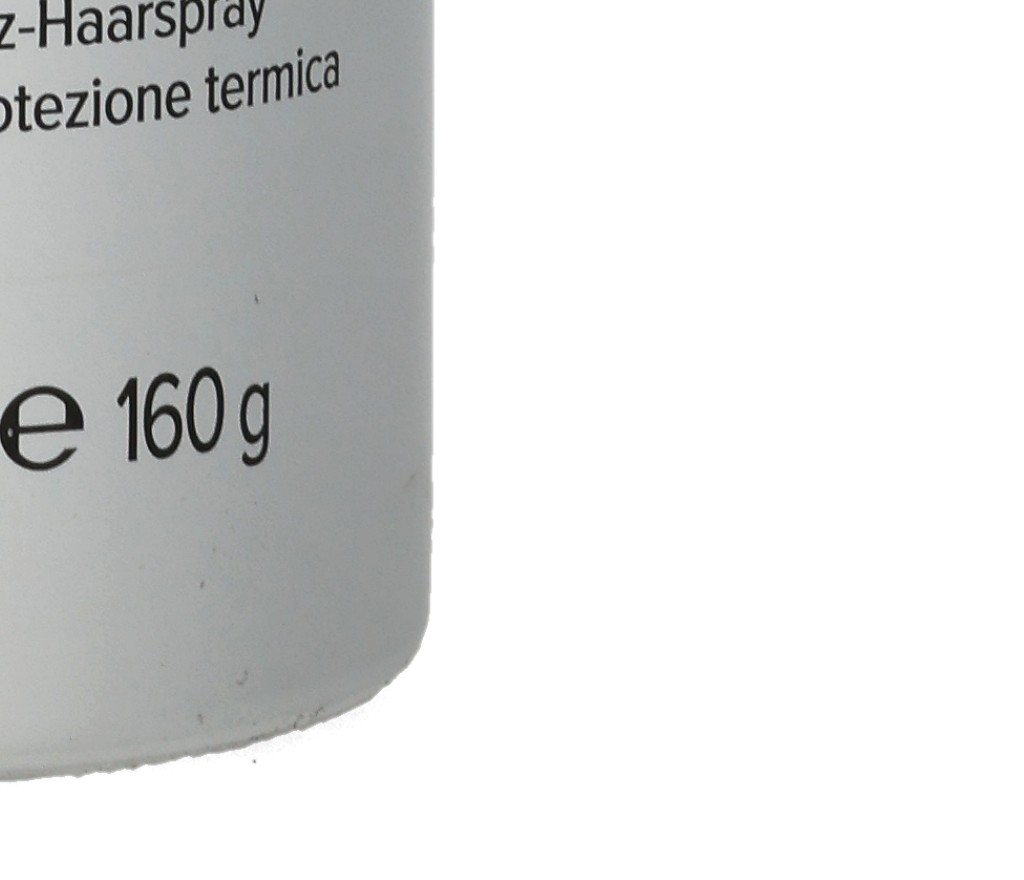 z-Haarspray
otezione termica
e 160 g